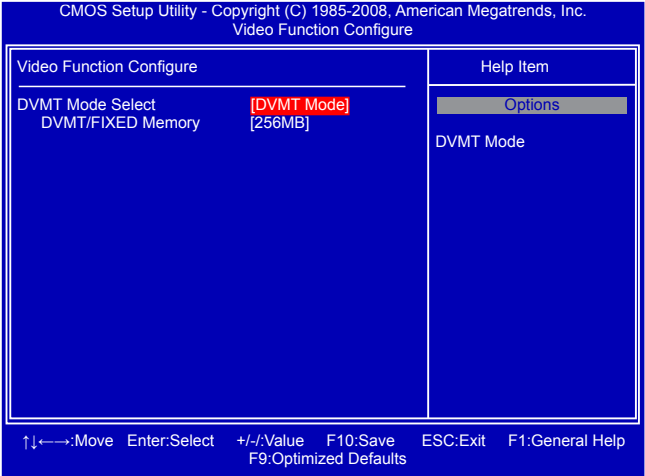 CMOS Setup Utility - Copyright (C) 1985-2008, American Megatrends, Inc.
Video Function Configure
Video Function Configure
Help Item
DVMT Mode Select [DVMT Mode]
DVMT/FIXED Memory [256MB]
Options
DVMT Mode
↑↓←→:Move Enter:Select +/-/:Value F10:Save ESC:Exit F1:General Help
F9:Optimized Defaults